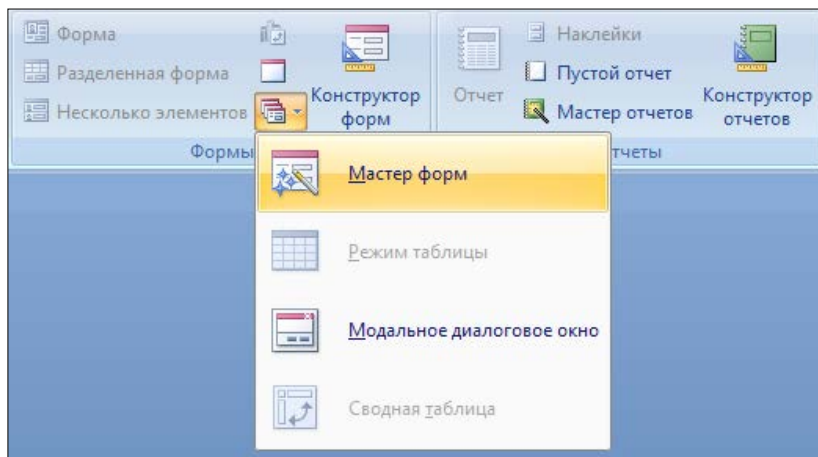 Форма
Разделенная форма
Несколько элементов
Конструктор
форм
Формы
Отчет
Наклейки
Пустой отчет
Мастер отчетов
Конструктор
отчетов
тчеты
Мастер форм
Режим таблицы
Модальное диалоговое окно
Сводная таблица